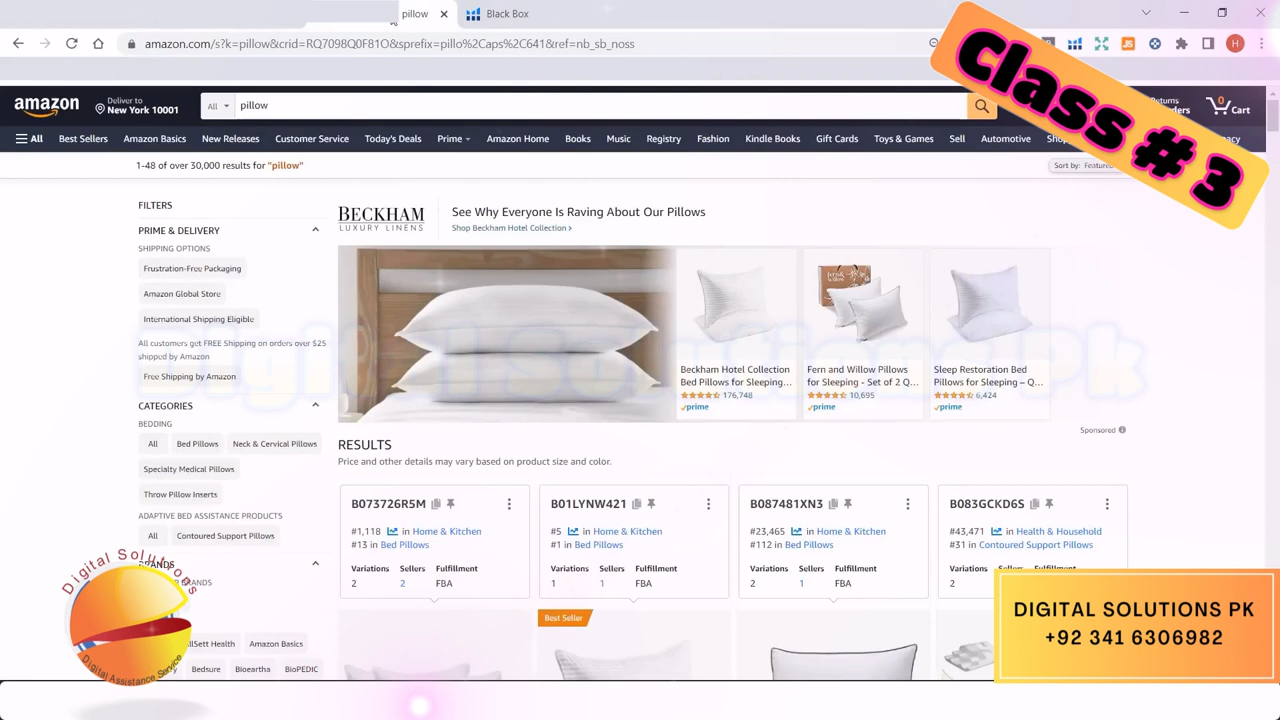 pillow
Black Box
amazon.com/s?k=pillow&crid=
&sprefix=pillo%2Caps%2C641&ref=nb_sb_noss
JS
H
Class # 3
amazon
Deliver to
New York 10001
All
pillow
Returns
0
Cart
All
Best Sellers
Amazon Basics
New Releases
Customer Service
Today's Deals
Prime
Amazon Home
Books
Music
Registry
Fashion
Kindle Books
Gift Cards
Toys & Games
Sell
Automotive
1-48 of over 30,000 results for "pillow"
Sort by:
FILTERS
PRIME & DELIVERY
SHIPPING OPTIONS
Frustration-Free Packaging
Amazon Global Store
International Shipping Eligible
All customers get FREE Shipping on orders over $25
shipped by Amazon
Free Shipping by Amazon
CATEGORIES
BEDDING
All
Bed Pillows
Neck & Cervical Pillows
Specialty Medical Pillows
Throw Pillow Inserts
ADAPTIVE BED ASSISTANCE PRODUCTS
All
Contoured Support Pillows
BRANDS
Amazon Basics
Bedsure
Bioeartha
BioPEDIC
BECKHAM
LUXURY LINENS
See Why Everyone Is Raving About Our Pillows
Shop Beckham Hotel Collection ›
Beckham Hotel Collection
Bed Pillows for Sleeping...
176,748
prime
Fern and Willow Pillows
for Sleeping - Set of 2 Q...
10,695
prime
Sleep Restoration Bed
Pillows for Sleeping – Q...
6,424
prime
Sponsored
Digital Solutions Pk
RESULTS
Price and other details may vary based on product size and color.
B073726R5M
#1,118 in Home & Kitchen
#13 in Bed Pillows
Variations Sellers Fulfillment
2 2 FBA
B01LYNW421
#5 in Home & Kitchen
#1 in Bed Pillows
Variations Sellers Fulfillment
1 1 FBA
B087481XN3
#23,465 in Home & Kitchen
#112 in Bed Pillows
Variations Sellers Fulfillment
2 1 FBA
B083GCKD6S
#43,471 in Health & Household
#31 in Contoured Support Pillows
Variations Sellers Fulfillment
2
Best Seller
Digital Solutions
Digital Assistance Service
DIGITAL SOLUTIONS PK
+92 341 6306982